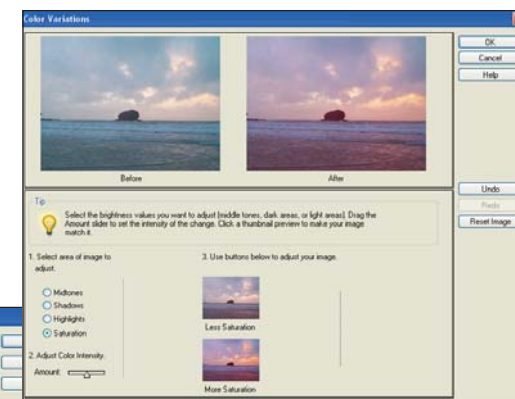 Color Variations
OK
Cancel
Help
Before
After
Undo
Redo
Reset Image
Tip
Select the brightness values you want to adjust (middle tones, dark areas, or light areas). Drag the
Amount slider to set the intensity of the change. Click a thumbnail preview to make your image
match it.
1. Select area of image to
adjust.
Midtones
Shadows
Highlights
Saturation
2. Adjust Color Intensity.
Amount:
3. Use buttons below to adjust your image.
Less Saturation
More Saturation